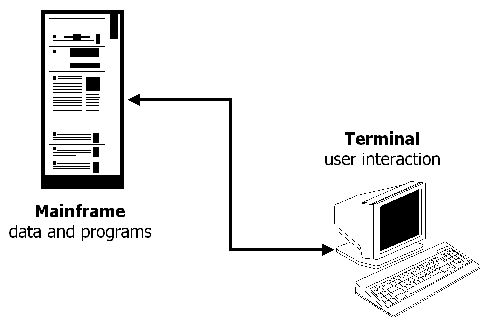 Terminal
user interaction
Mainframe
data and programs